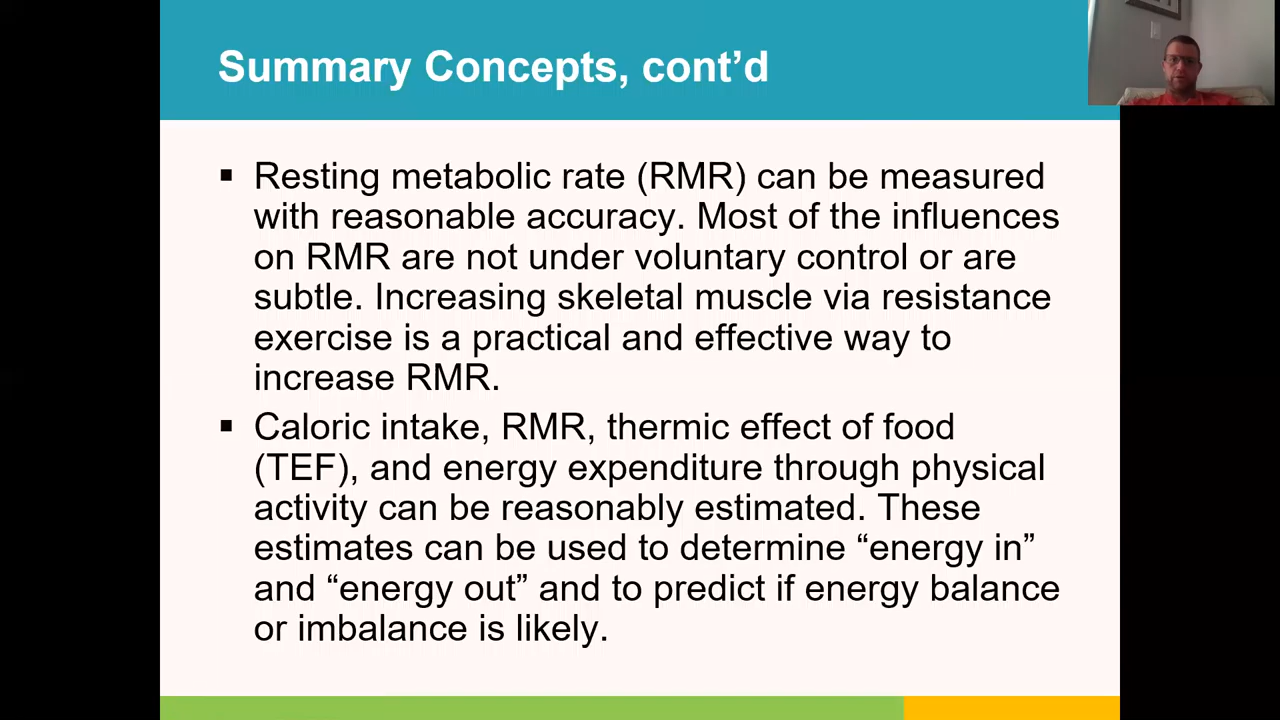 Summary Concepts, cont’d
▪ Resting metabolic rate (RMR) can be measured
with reasonable accuracy. Most of the influences
on RMR are not under voluntary control or are
subtle. Increasing skeletal muscle via resistance
exercise is a practical and effective way to
increase RMR.
▪ Caloric intake, RMR, thermic effect of food
(TEF), and energy expenditure through physical
activity can be reasonably estimated. These
estimates can be used to determine “energy in”
and “energy out” and to predict if energy balance
or imbalance is likely.